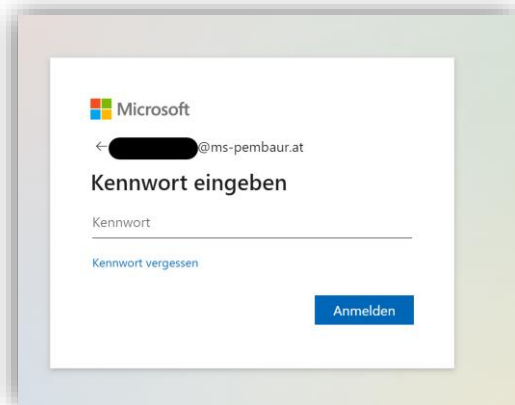 Microsoft
@ms-pembaur.at
Kennwort eingeben
Kennwort
Kennwort vergessen
Anmelden